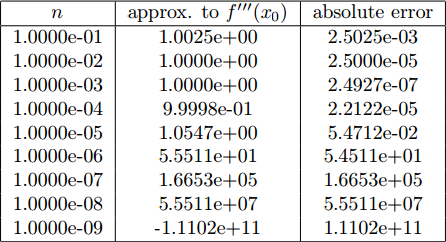 n approx. to f′′′(x₀) absolute error
1.0000e-01 1.0025e+00 2.5025e-03
1.0000e-02 1.0000e+00 2.5000e-05
1.0000e-03 1.0000e+00 2.4927e-07
1.0000e-04 9.9998e-01 2.2122e-05
1.0000e-05 1.0547e+00 5.4712e-02
1.0000e-06 5.5511e+01 5.4511e+01
1.0000e-07 1.6653e+05 1.6653e+05
1.0000e-08 5.5511e+07 5.5511e+07
1.0000e-09 -1.1102e+11 1.1102e+11